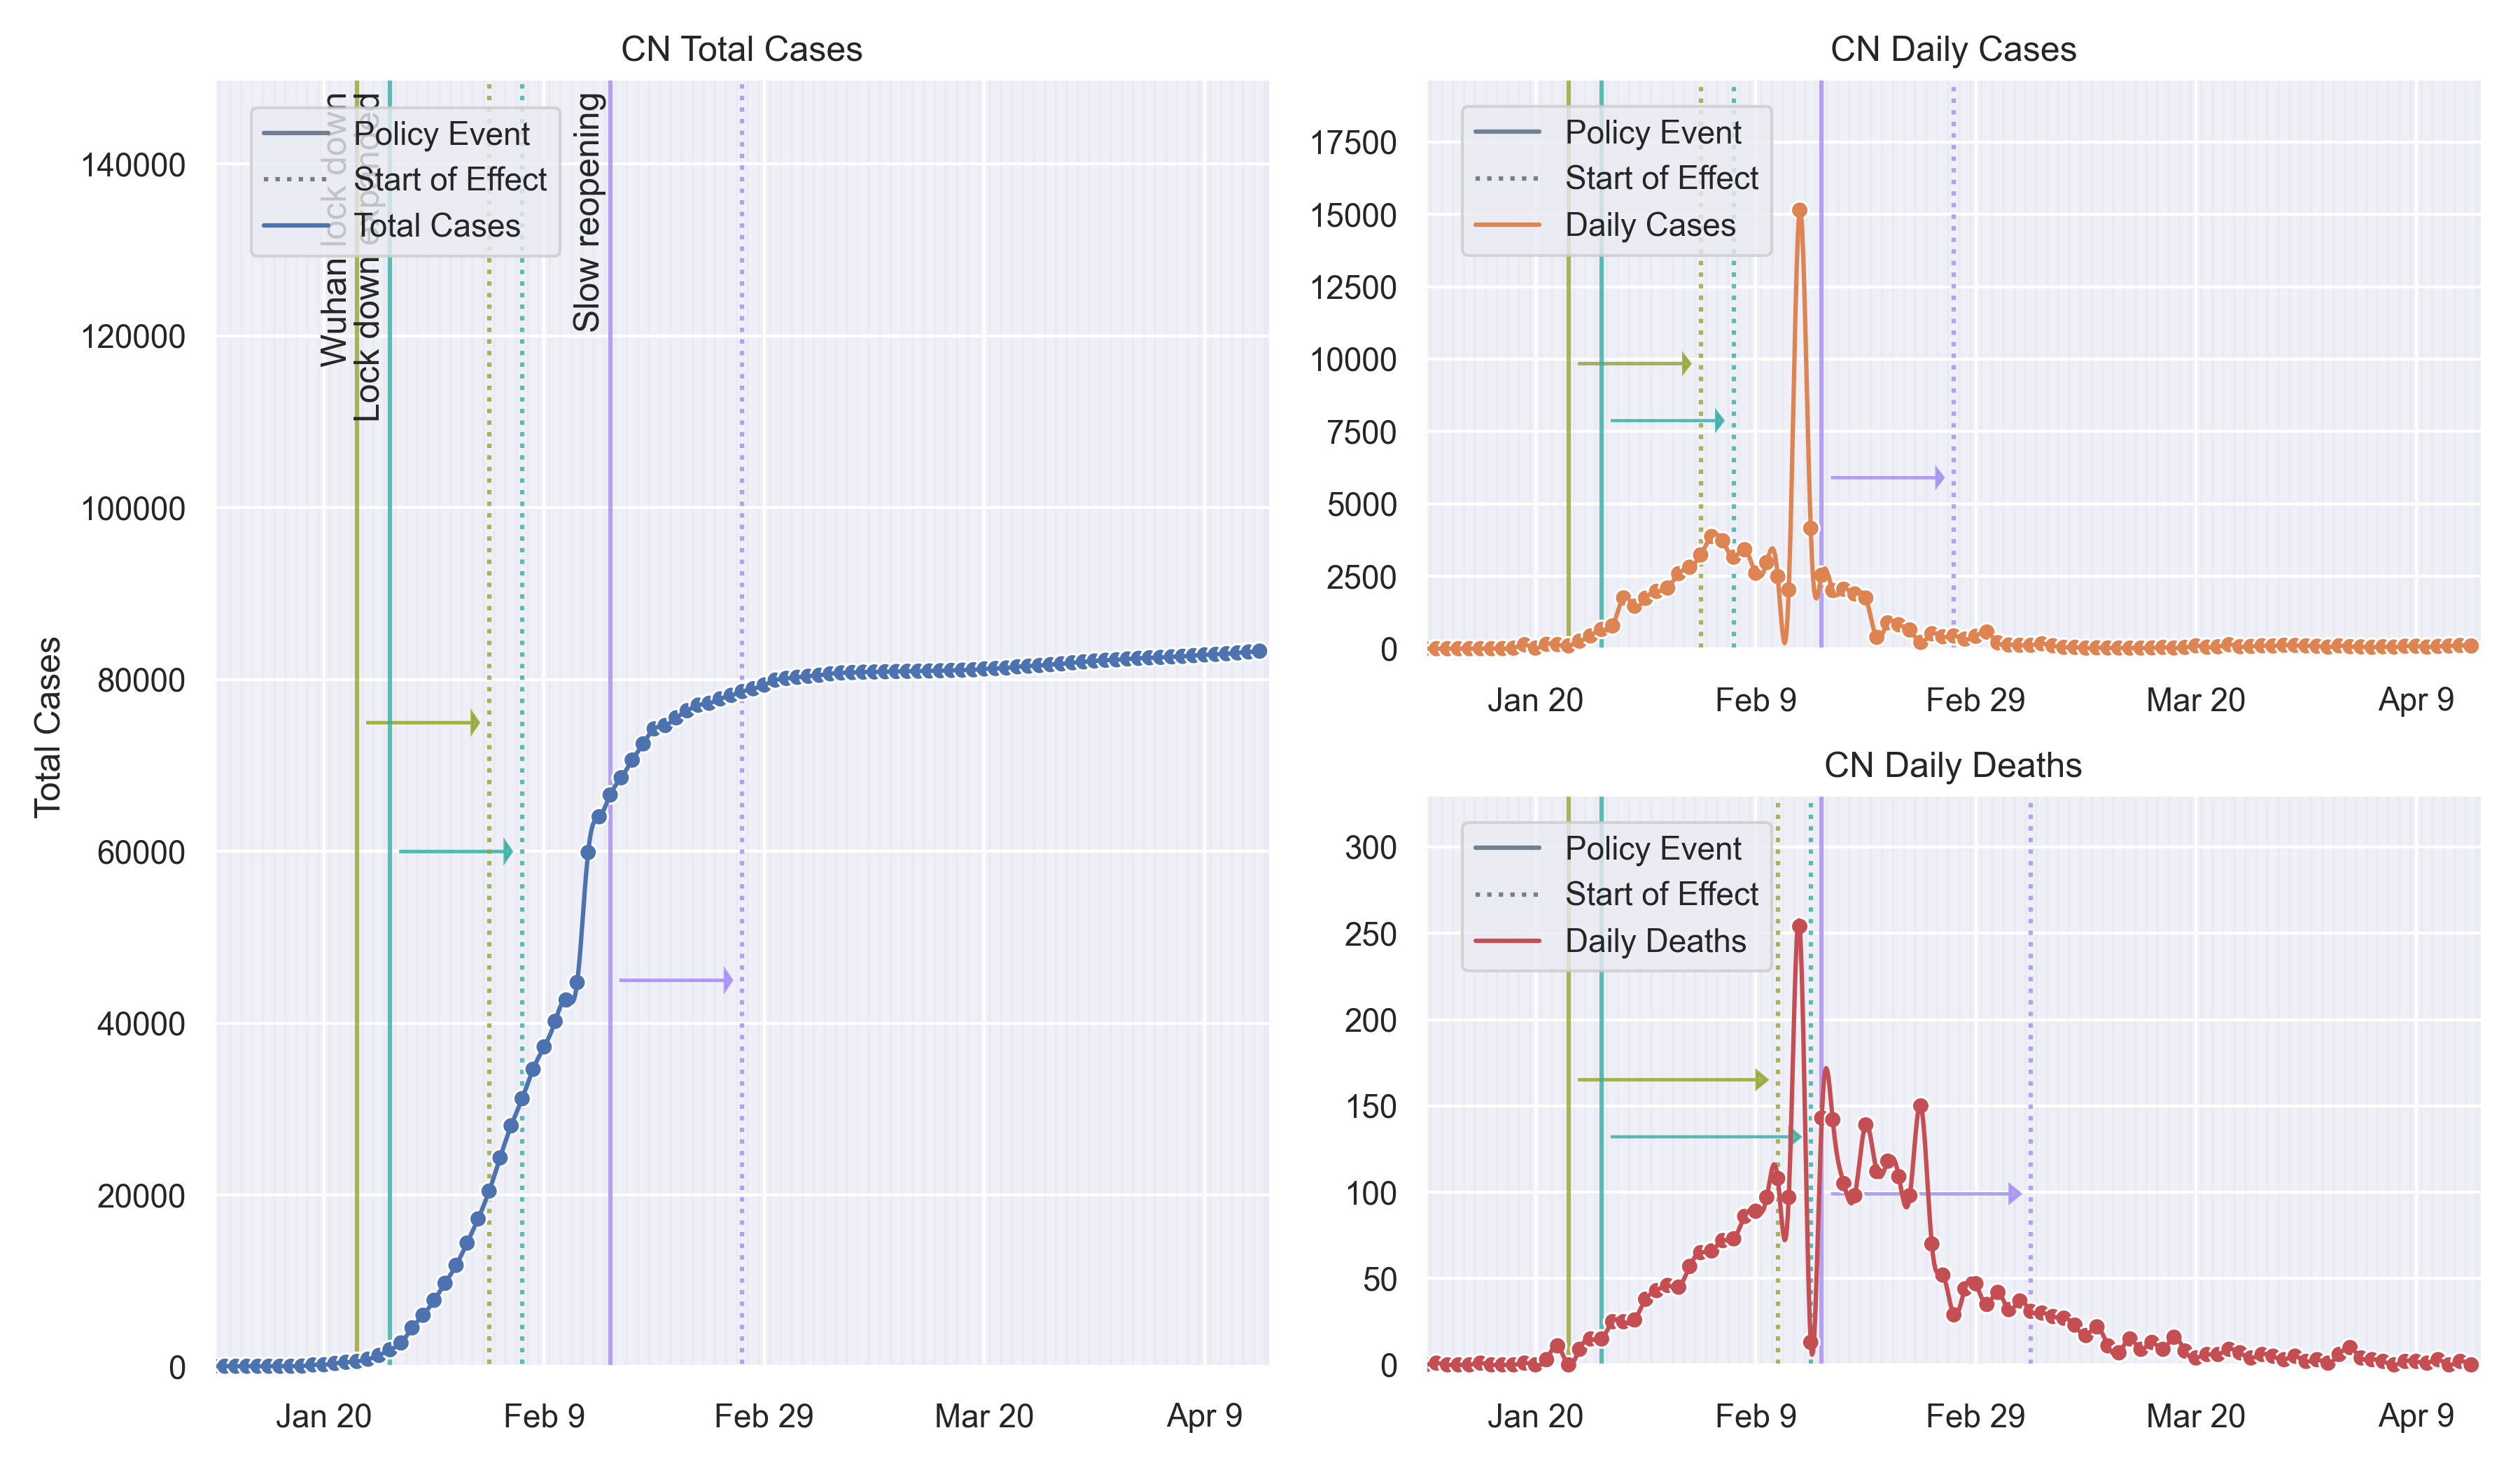 CN Total Cases
140000
120000
100000
80000
60000
40000
20000
0
Total Cases
Wuhan lock down
Lock down expanded
Slow reopening
Policy Event
Start of Effect
Total Cases
Jan 20
Feb 9
Feb 29
Mar 20
Apr 9
CN Daily Cases
17500
15000
12500
10000
7500
5000
2500
0
Policy Event
Start of Effect
Daily Cases
Jan 20
Feb 9
Feb 29
Mar 20
Apr 9
CN Daily Deaths
300
250
200
150
100
50
0
Policy Event
Start of Effect
Daily Deaths
Jan 20
Feb 9
Feb 29
Mar 20
Apr 9